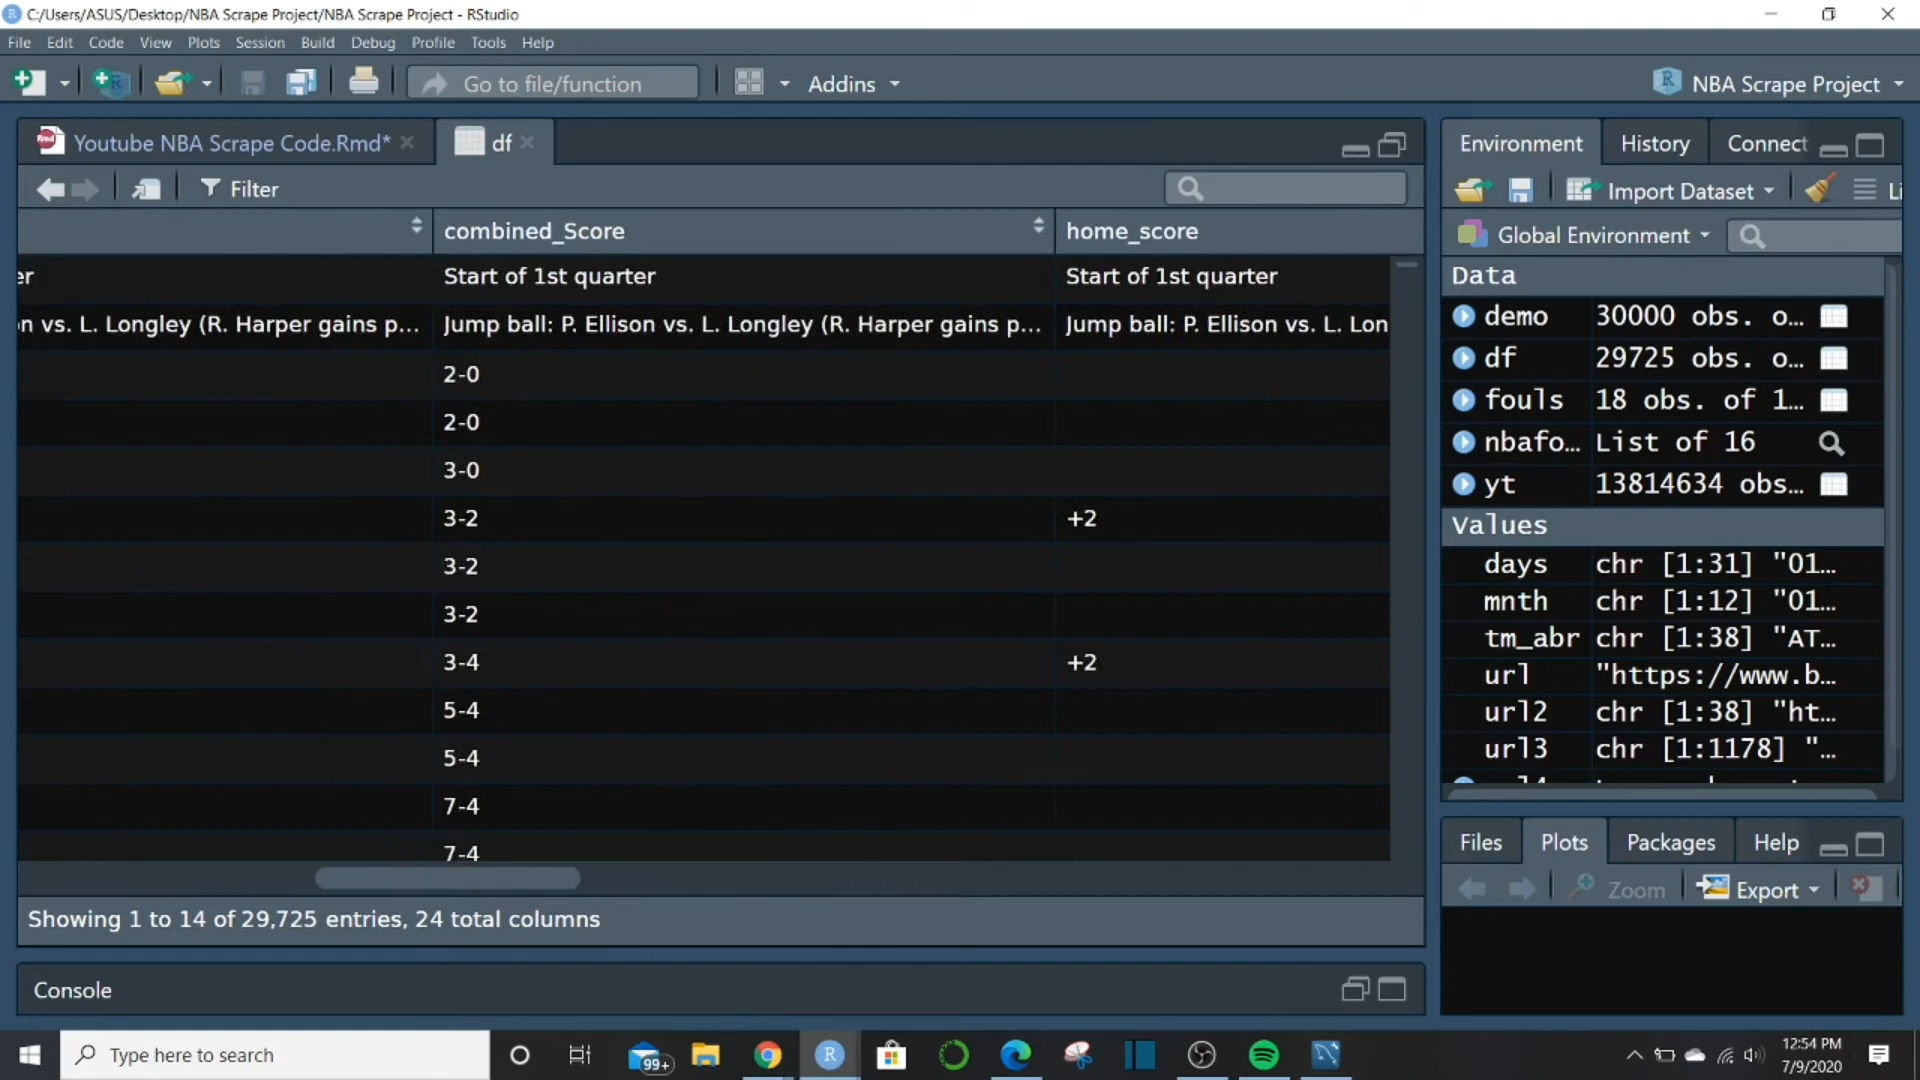 C:/Users/ASUS/Desktop/NBA Scrape Project/NBA Scrape Project - RStudio
File Edit Code View Plots Session Build Debug Profile Tools Help
Go to file/function Addins NBA Scrape Project
Youtube NBA Scrape Code.Rmd* df
Filter
combined_Score home_score
er Start of 1st quarter Start of 1st quarter
n vs. L. Longley (R. Harper gains p... Jump ball: P. Ellison vs. L. Longley (R. Harper gains p... Jump ball: P. Ellison vs. L. Lon
2-0
2-0
3-0
3-2 +2
3-2
3-2
3-4 +2
5-4
5-4
7-4
7-4
Showing 1 to 14 of 29,725 entries, 24 total columns
Console
Environment History Connect
Import Dataset Li
Global Environment
Data
demo 30000 obs. o...
df 29725 obs. o...
fouls 18 obs. of 1...
nbafo... List of 16
yt 13814634 obs...
Values
days chr [1:31] "01...
mnth chr [1:12] "01...
tm_abr chr [1:38] "AT...
url "https://www.b...
url2 chr [1:38] "ht...
url3 chr [1:1178] "...
Files Plots Packages Help
Zoom Export
Type here to search
99+
12:54 PM
7/9/2020